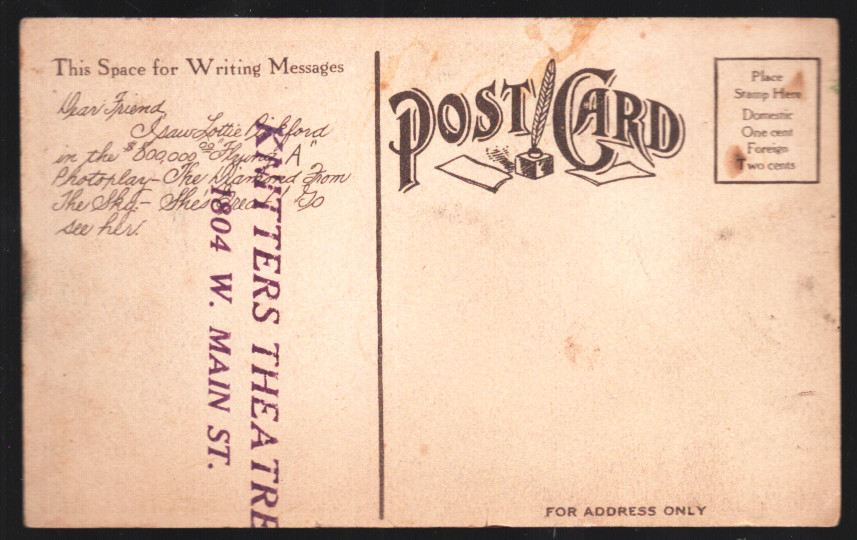 This Space for Writing Messages
Dear Friend
I saw Lottie Pickford
in the $800,000 00 "Flying A"
Photoplay - The Diamond From
The Sky - She's Great! Go
see her!
KNITTERS THEATRE
1804 W. MAIN ST.
POST CARD
Place
Stamp Here
Domestic
One cent
Foreign
Two cents
FOR ADDRESS ONLY